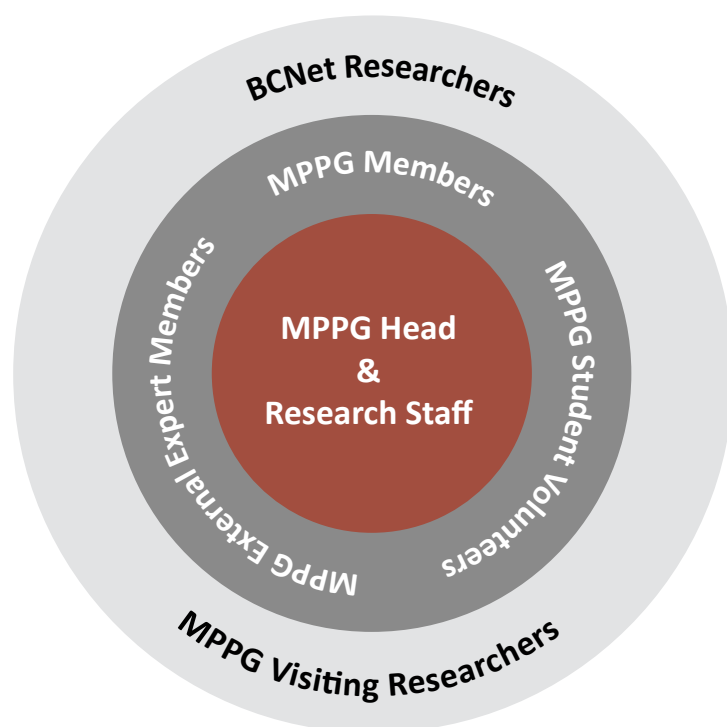 BCNet Researchers
MPPG Members
MPPG External Expert Members
MPPG Student Volunteers
MPPG Head
&
Research Staff
MPPG Visiting Researchers